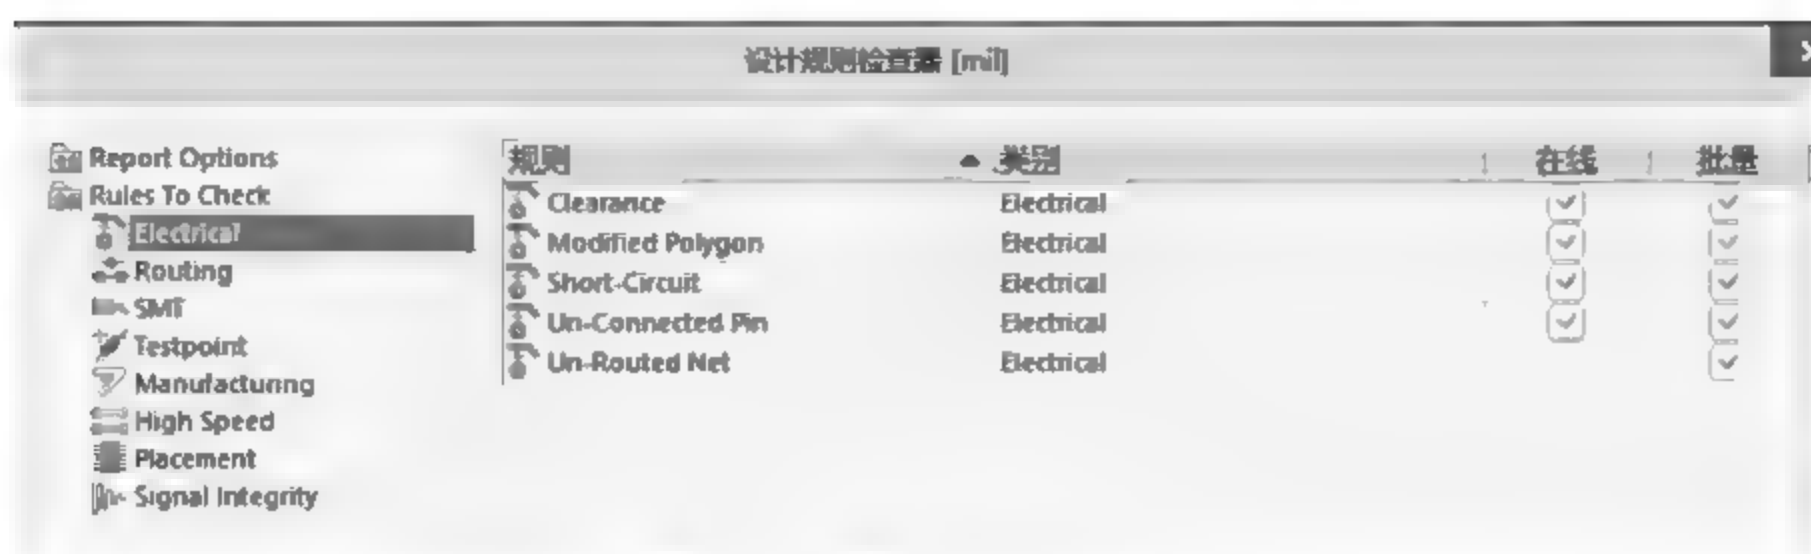 设计规则检查器 [mil]
Report Options
Rules To Check
Electrical
Routing
SMT
Testpoint
Manufacturing
High Speed
Placement
Signal Integrity
规则 类别 在线 批量
Clearance Electrical
Modified Polygon Electrical
Short-Circuit Electrical
Un-Connected Pin Electrical
Un-Routed Net Electrical